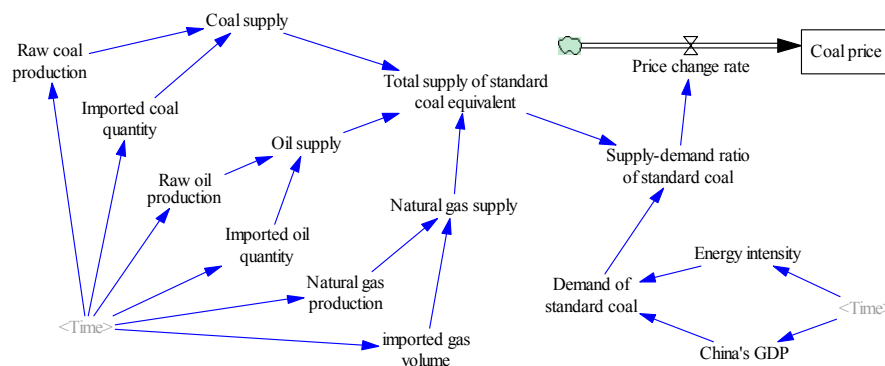 Coal supply
Raw coal
production
Coal price
Price change rate
Total supply of standard
coal equivalent
Imported coal
quantity
Oil supply
Supply-demand ratio
of standard coal
Raw oil
production
Natural gas supply
Imported oil
quantity
Energy intensity
Natural gas
production
Demand of
standard coal
<Time>
<Time>
imported gas
volume
China's GDP